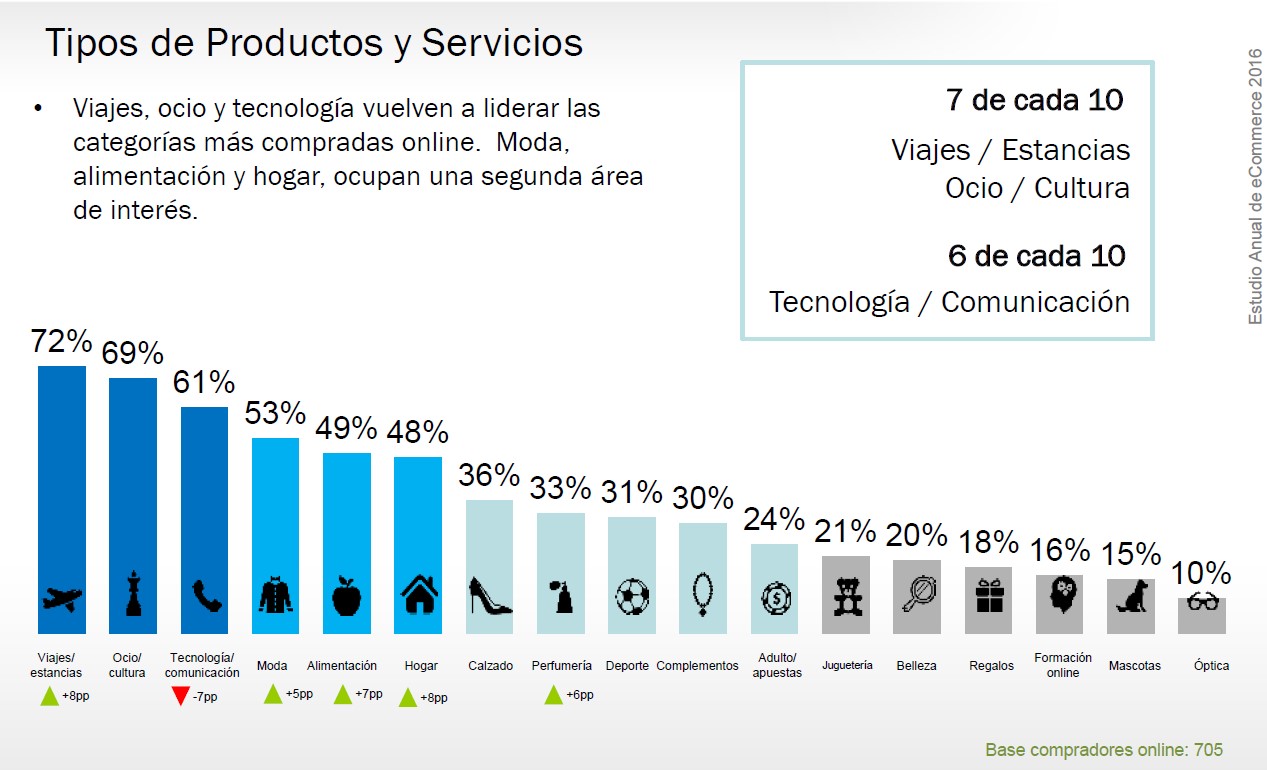 Tipos de Productos y Servicios
• Viajes, ocio y tecnología vuelven a liderar las
categorías más compradas online. Moda,
alimentación y hogar, ocupan una segunda área
de interés.
7 de cada 10
Viajes / Estancias
Ocio / Cultura
6 de cada 10
Tecnología / Comunicación
Estudio Anual de eCommerce 2016
72%
69%
61%
53%
49%
48%
36%
33%
31%
30%
24%
21%
20%
18%
16%
15%
10%
$
Viajes/
estancias
+8pp
Ocio/
cultura
Tecnología/
comunicación
-7pp
Moda
+5pp
Alimentación
+7pp
Hogar
+8pp
Calzado
Perfumería
+6pp
Deporte
Complementos
Adulto/
apuestas
Juguetería
Belleza
Regalos
Formación
online
Mascotas
Óptica
Base compradores online: 705